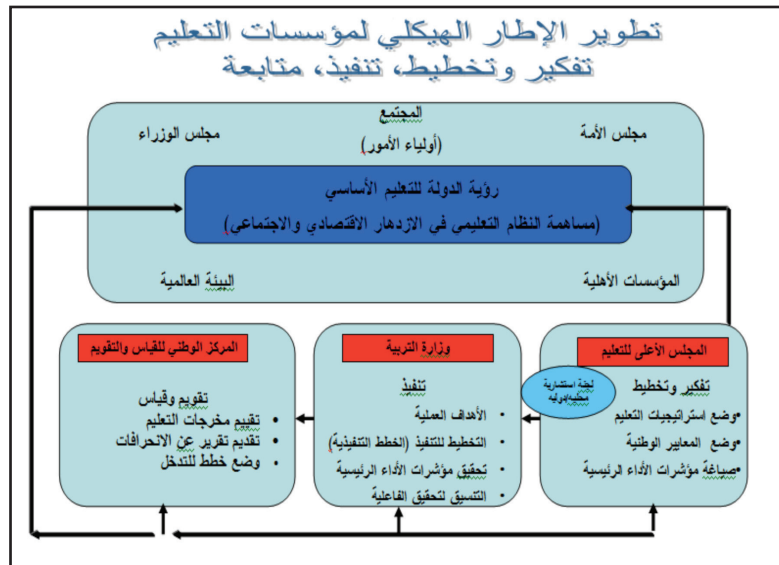 تطوير الإطار الهيكلي لمؤسسات التعليم
تفكير وتخطيط، تنفيذ، متابعة
المجتمع
(أولياء الأمور)
مجلس الأمة
مجلس الوزراء
رؤية الدولة للتعليم الأساسي
(مساهمة النظام التعليمي في الازدهار الاقتصادي والاجتماعي)
المؤسسات الأهلية
البيئة العالمية
المجلس الأعلى للتعليم
تفكير وتخطيط
•وضع استراتيجيات التعليم
•وضع المعايير الوطنية
•صياغة مؤشرات الأداء الرئيسية
لجنة استشارية
محليه/دوليه
وزارة التربية
تنفيذ
• الأهداف العملية
• التخطيط للتنفيذ (الخطط التنفيذية)
• تحقيق مؤشرات الأداء الرئيسية
• التنسيق لتحقيق الفاعلية
المركز الوطني للقياس والتقويم
تقويم وقياس
• تقييم مخرجات التعليم
• تقديم تقرير عن الانحرافات
• وضع خطط للتدخل